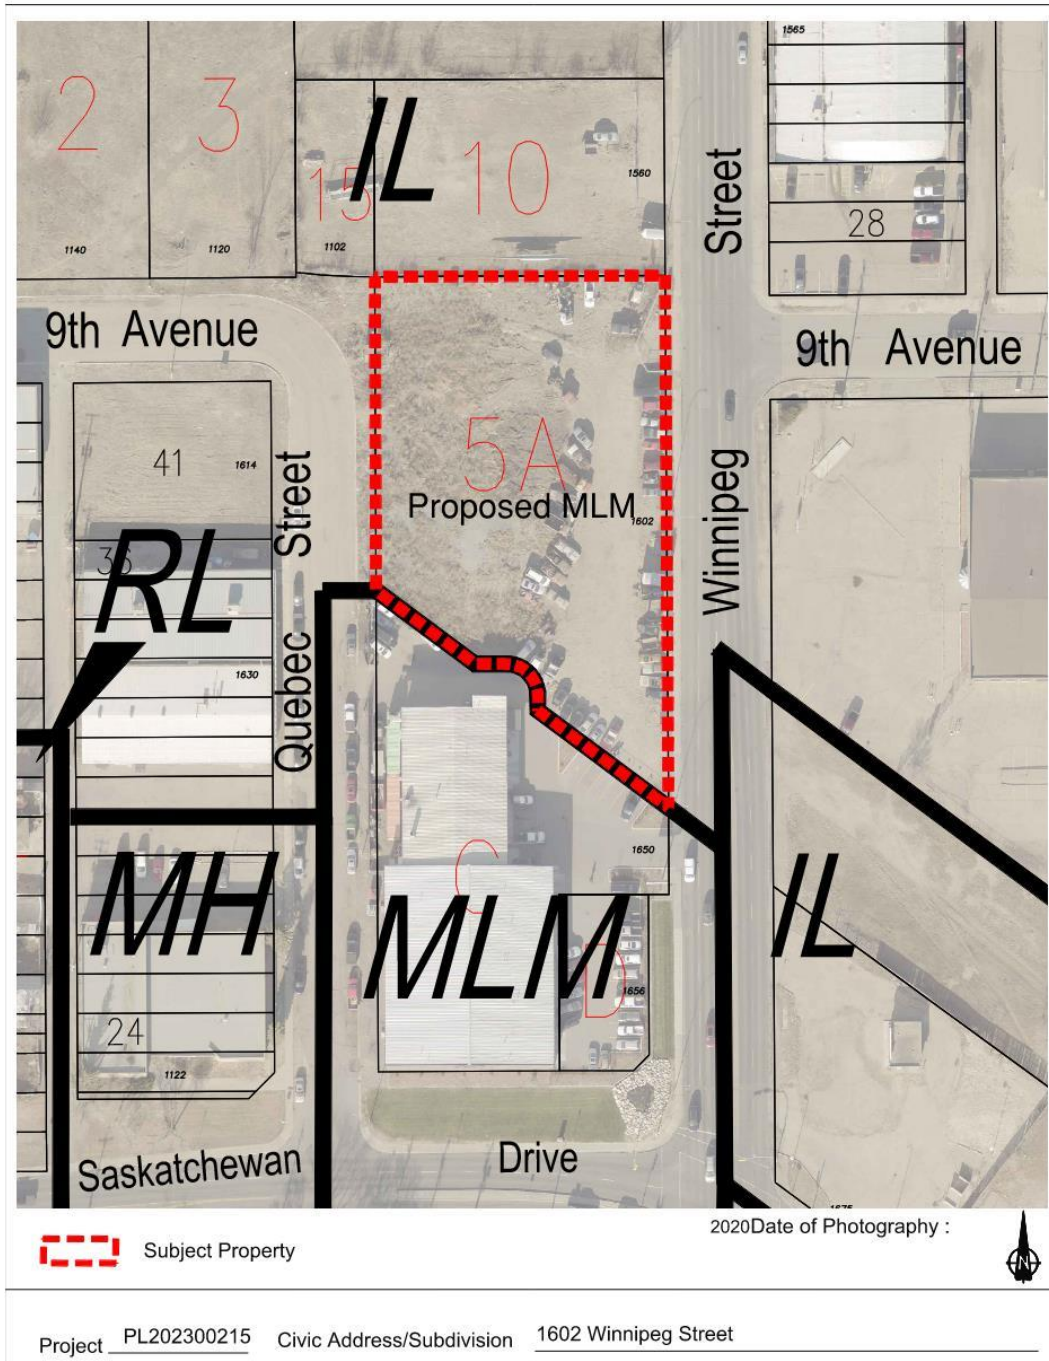 1565
2
3
IL
15
10
1560
Street
28
1140
1120
1102
9th Avenue
9th Avenue
5A
Proposed MLM
1602
41
1614
Street
Winnipeg
36
RL
1630
Quebec
1650
C
MH
MLM
IL
D
1656
24
1122
Saskatchewan
Drive
2020Date of Photography :
N
Subject Property
Project PL202300215 Civic Address/Subdivision 1602 Winnipeg Street